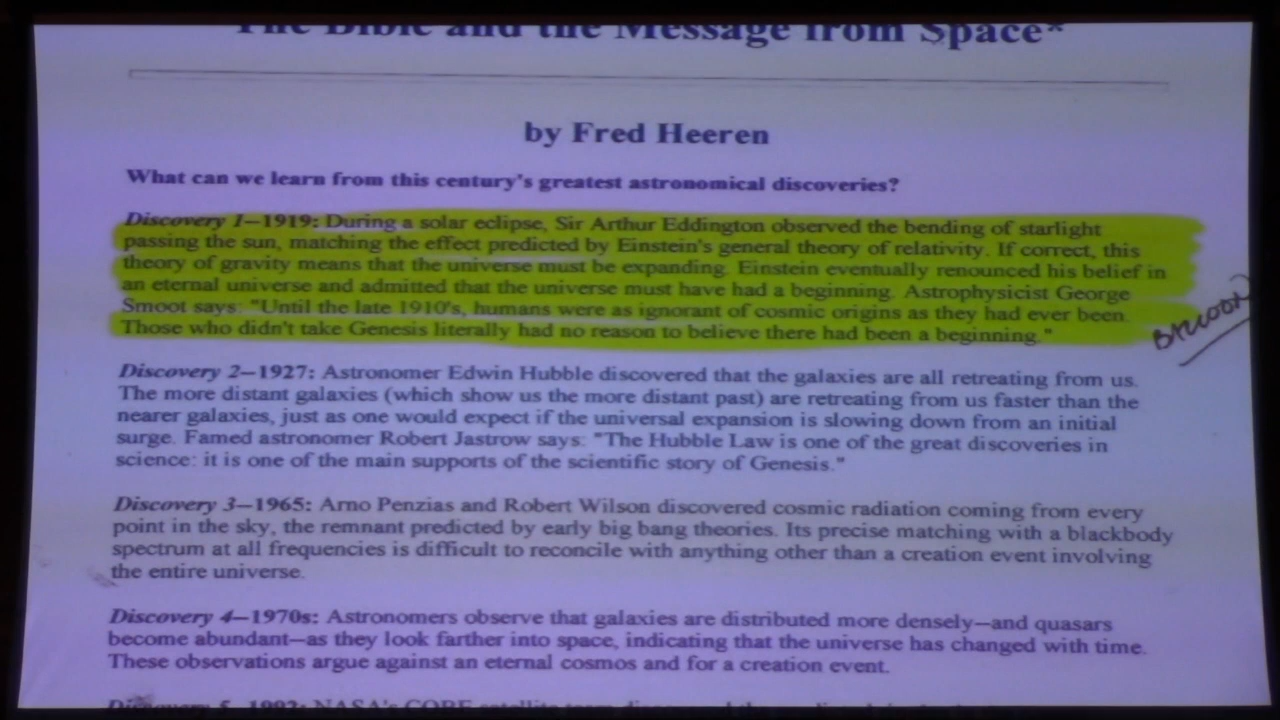 The Bible and the Message from Space*
by Fred Heeren
What can we learn from this century's greatest astronomical discoveries?
Discovery 1—1919: During a solar eclipse, Sir Arthur Eddington observed the bending of starlight
passing the sun, matching the effect predicted by Einstein's general theory of relativity. If correct, this
theory of gravity means that the universe must be expanding. Einstein eventually renounced his belief in
an eternal universe and admitted that the universe must have had a beginning. Astrophysicist George
Smoot says: "Until the late 1910's, humans were as ignorant of cosmic origins as they had ever been.
Those who didn't take Genesis literally had no reason to believe there had been a beginning."
Discovery 2—1927: Astronomer Edwin Hubble discovered that the galaxies are all retreating from us.
The more distant galaxies (which show us the more distant past) are retreating from us faster than the
nearer galaxies, just as one would expect if the universal expansion is slowing down from an initial
surge. Famed astronomer Robert Jastrow says: "The Hubble Law is one of the great discoveries in
science: it is one of the main supports of the scientific story of Genesis."
Discovery 3—1965: Arno Penzias and Robert Wilson discovered cosmic radiation coming from every
point in the sky, the remnant predicted by early big bang theories. Its precise matching with a blackbody
spectrum at all frequencies is difficult to reconcile with anything other than a creation event involving
the entire universe.
Discovery 4—1970s: Astronomers observe that galaxies are distributed more densely—and quasars
become abundant—as they look farther into space, indicating that the universe has changed with time.
These observations argue against an eternal cosmos and for a creation event.
Discovery 5—1992: NASA's COBE satellite team